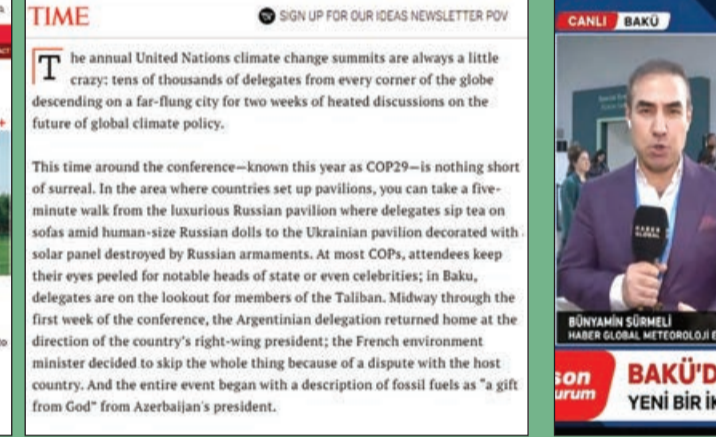 TIME
SIGN UP FOR OUR IDEAS NEWSLETTER POV
The annual United Nations climate change summits are always a little
crazy: tens of thousands of delegates from every corner of the globe
descending on a far-flung city for two weeks of heated discussions on the
future of global climate policy.
This time around the conference—known this year as COP29—is nothing short
of surreal. In the area where countries set up pavilions, you can take a five-
minute walk from the luxurious Russian pavilion where delegates sip tea on
sofas amid human-size Russian dolls to the Ukrainian pavilion decorated with
solar panel destroyed by Russian armaments. At most COPs, attendees keep
their eyes peeled for notable heads of state or even celebrities; in Baku,
delegates are on the lookout for members of the Taliban. Midway through the
first week of the conference, the Argentinian delegation returned home at the
direction of the country's right-wing president; the French environment
minister decided to skip the whole thing because of a dispute with the host
country. And the entire event began with a description of fossil fuels as "a gift
from God" from Azerbaijan's president.
CANLI BAKÜ
HABER GLOBAL
BÜNYAMİN SÜRMELİ
HABER GLOBAL METEOROLOJİ E
son
urum
BAKÜ'D
YENİ BİR İK